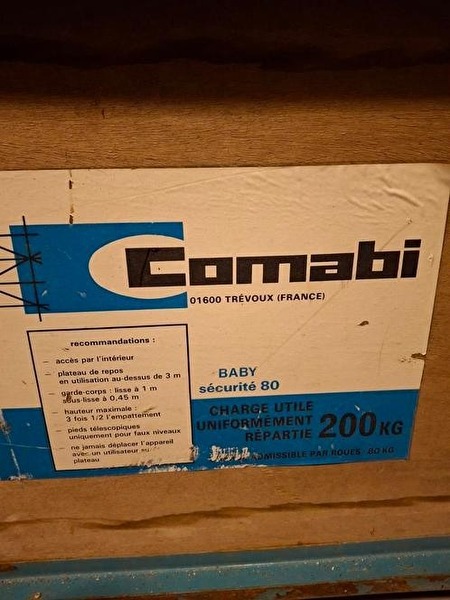 Comabi
01600 TRÉVOUX (FRANCE)
recommandations :
– accès par l'intérieur
– plateau de repos
en utilisation au-dessus de 3 m
– garde-corps : lisse à 1 m
sous-lisse à 0,45 m
– hauteur maximale :
3 fois 1/2 l'empattement
pieds télescopiques
uniquement pour faux niveaux
– ne jamais déplacer l'appareil
avec un utilisateur su
plateau
BABY
sécurité 80
CHARGE UTILE
UNIFORMÉMENT
RÉPARTIE 200 KG
ADMISSIBLE PAR ROUES 80 KG